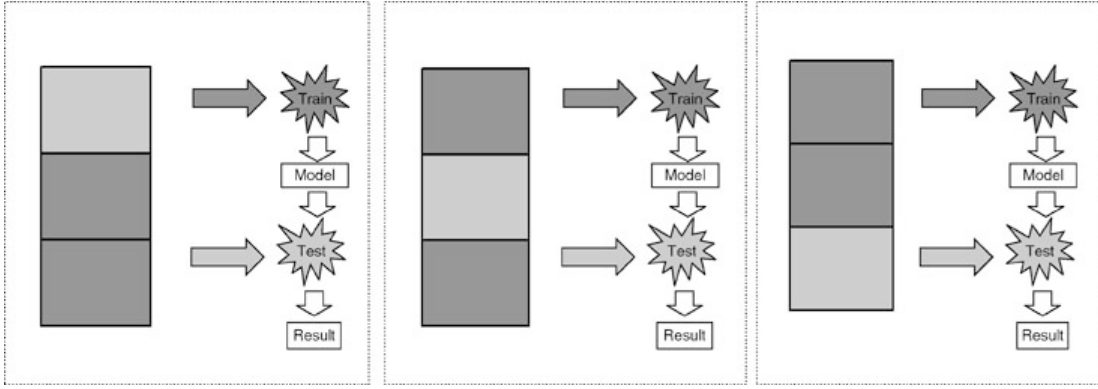 Train
Model
Test
Result
Train
Model
Test
Result
Train
Model
Test
Result